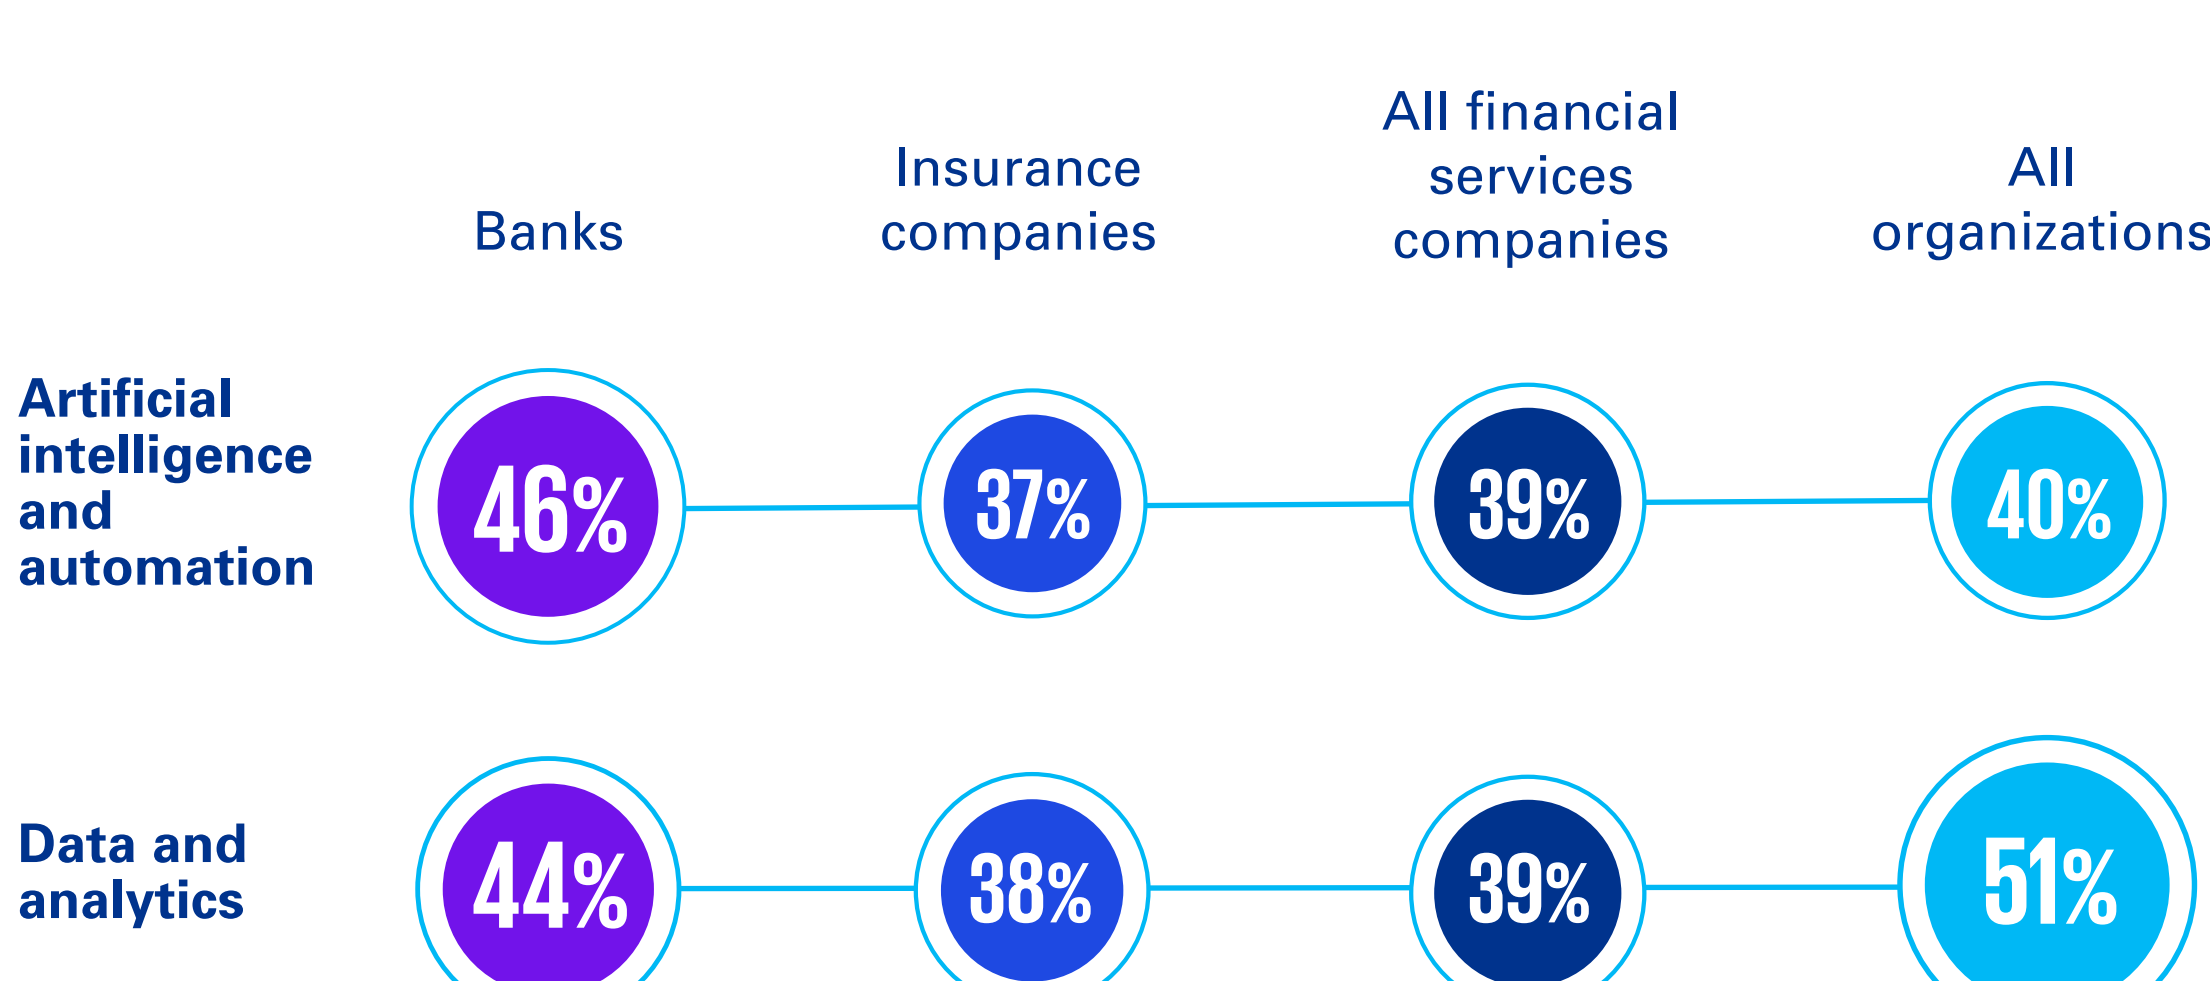 Banks
Insurance
companies
All financial
services
companies
All
organizations
Artificial
intelligence
and
automation
46%
37%
39%
40%
Data and
analytics
44%
38%
39%
51%